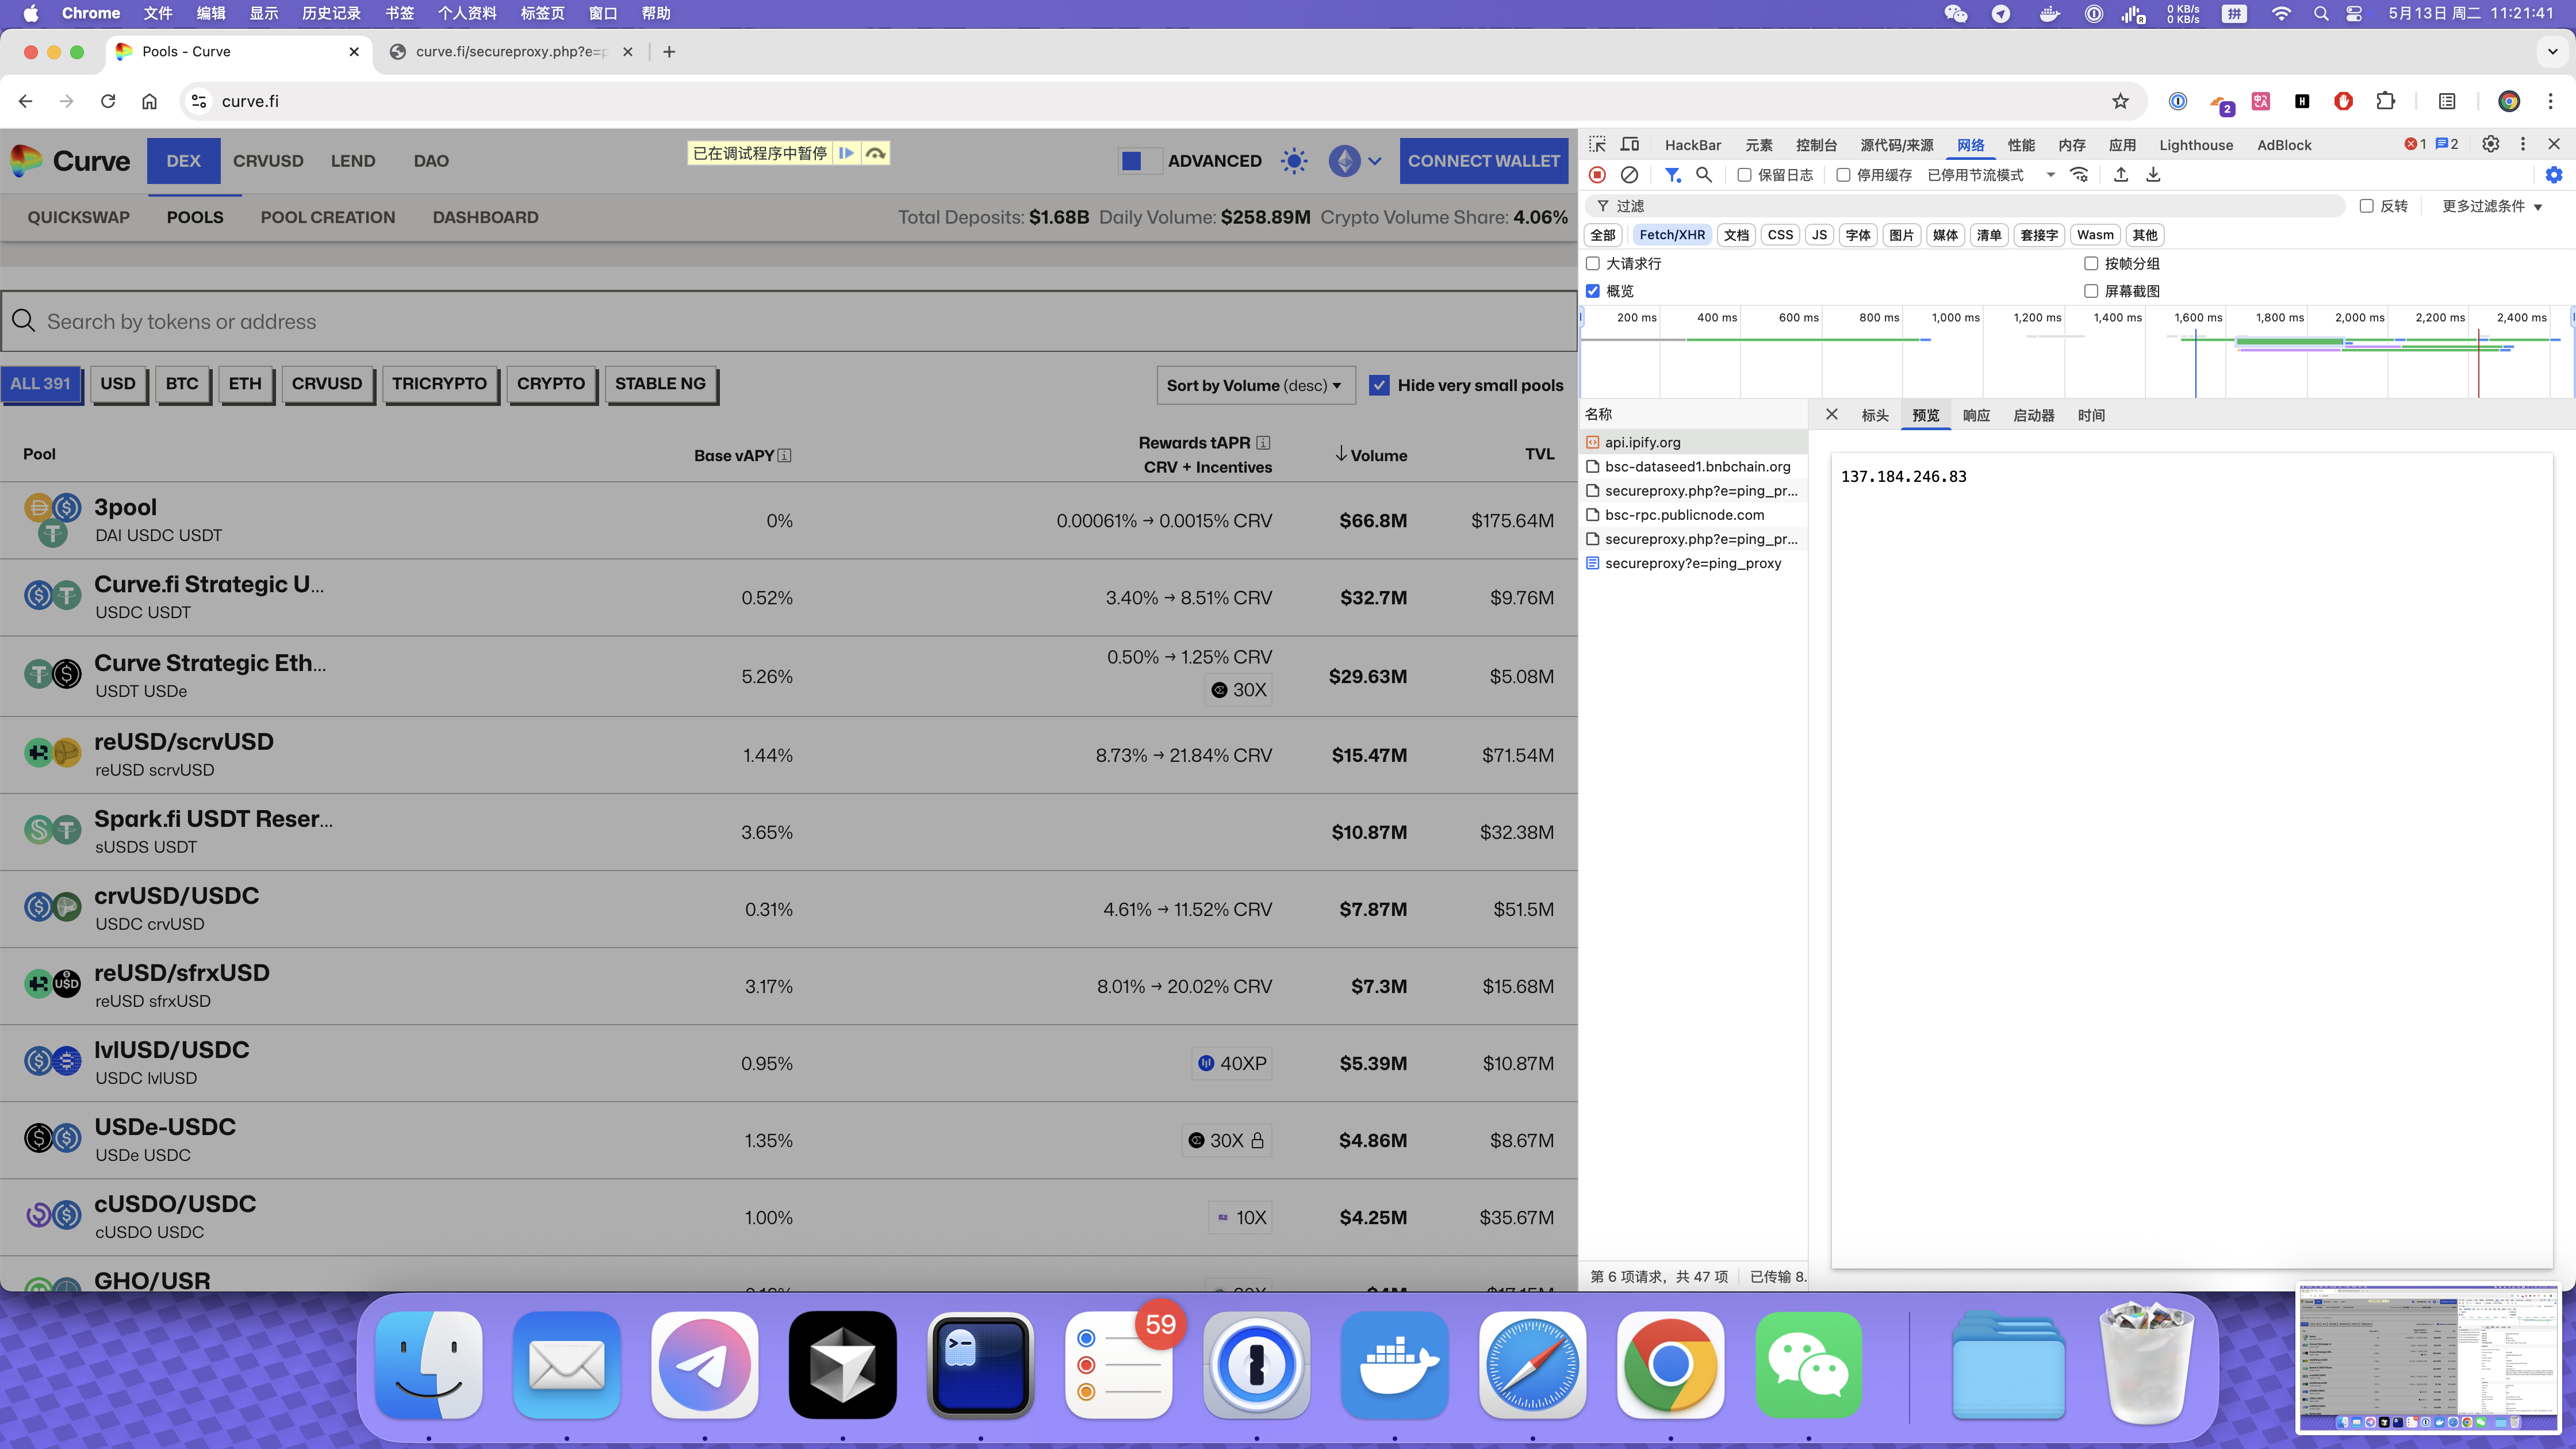 Chrome 文件 编辑 显示 历史记录 书签 个人资料 标签页 窗口 帮助
0 KB/s
0 KB/s
拼
5月13日 周二 11:21:41
Pools - Curve
curve.fi/secureproxy.php?e=p
curve.fi
2
Curve
DEX CRVUSD LEND DAO
已在调试程序中暂停
ADVANCED
CONNECT WALLET
QUICKSWAP POOLS POOL CREATION DASHBOARD
Total Deposits: $1.68B Daily Volume: $258.89M Crypto Volume Share: 4.06%
Search by tokens or address
ALL 391 USD BTC ETH CRVUSD TRICRYPTO CRYPTO STABLE NG
Sort by Volume (desc)
Hide very small pools
Pool
Base vAPY
Rewards tAPR
CRV + Incentives
Volume
TVL
3pool
DAI USDC USDT
0% 0.00061% → 0.0015% CRV $66.8M $175.64M
Curve.fi Strategic U...
USDC USDT
0.52% 3.40% → 8.51% CRV $32.7M $9.76M
Curve Strategic Eth...
USDT USDe
5.26% 0.50% → 1.25% CRV
30X
$29.63M $5.08M
reUSD/scrvUSD
reUSD scrvUSD
1.44% 8.73% → 21.84% CRV $15.47M $71.54M
Spark.fi USDT Reser...
sUSDS USDT
3.65% $10.87M $32.38M
crvUSD/USDC
USDC crvUSD
0.31% 4.61% → 11.52% CRV $7.87M $51.5M
reUSD/sfrxUSD
reUSD sfrxUSD
3.17% 8.01% → 20.02% CRV $7.3M $15.68M
lvlUSD/USDC
USDC lvlUSD
0.95% 40XP $5.39M $10.87M
USDe-USDC
USDe USDC
1.35% 30X $4.86M $8.67M
cUSDO/USDC
cUSDO USDC
1.00% 10X $4.25M $35.67M
GHO/USR
HackBar 元素 控制台 源代码/来源 网络 性能 内存 应用 Lighthouse AdBlock
1 2
保留日志 停用缓存 已停用节流模式
过滤
反转 更多过滤条件
全部 Fetch/XHR 文档 CSS JS 字体 图片 媒体 清单 套接字 Wasm 其他
大请求行 按帧分组
概览 屏幕截图
200 ms 400 ms 600 ms 800 ms 1,000 ms 1,200 ms 1,400 ms 1,600 ms 1,800 ms 2,000 ms 2,200 ms 2,400 ms
名称
标头 预览 响应 启动器 时间
api.ipify.org
bsc-dataseed1.bnbchain.org
secureproxy.php?e=ping_pr...
bsc-rpc.publicnode.com
secureproxy.php?e=ping_pr...
secureproxy?e=ping_proxy
137.184.246.83
第 6 项请求，共 47 项 已传输 8.
59